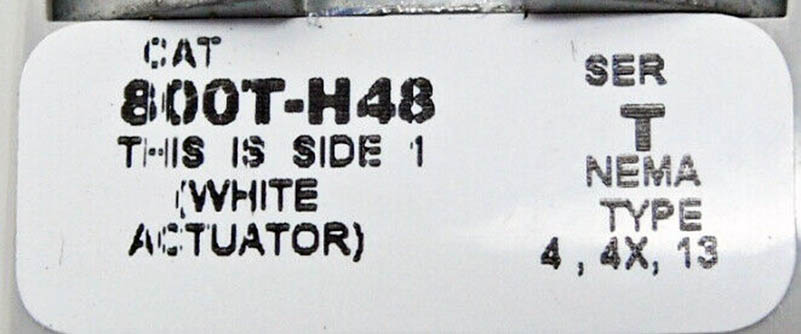 CAT
800T-H48
THIS IS SIDE 1
(WHITE
ACTUATOR)
SER
T
NEMA
TYPE
4, 4X, 13